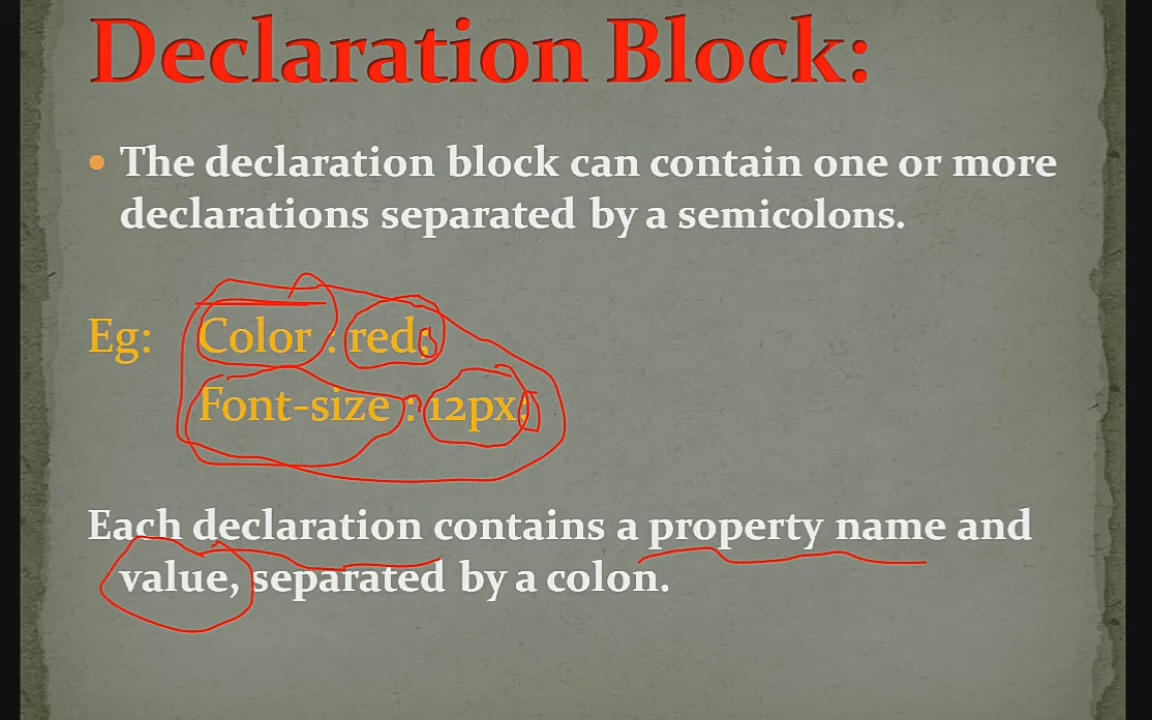 Declaration Block:
• The declaration block can contain one or more
declarations separated by a semicolons.
Eg: Color : red;
Font-size : 12px;
Each declaration contains a property name and
value, separated by a colon.